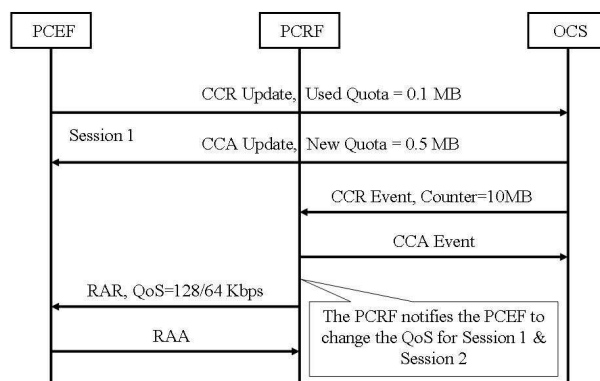 PCEF
PCRF
OCS
CCR Update, Used Quota = 0.1 MB
Session 1
CCA Update, New Quota = 0.5 MB
CCR Event, Counter=10MB
CCA Event
RAR, QoS=128/64 Kbps
The PCRF notifies the PCEF to
change the QoS for Session 1 &
Session 2
RAA